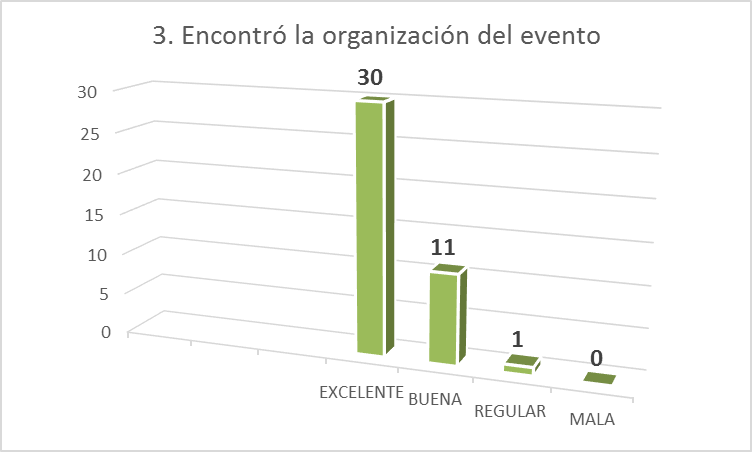 3. Encontró la organización del evento
30
30
25
20
15
10
5
0
11
1
0
EXCELENTE
BUENA
REGULAR
MALA